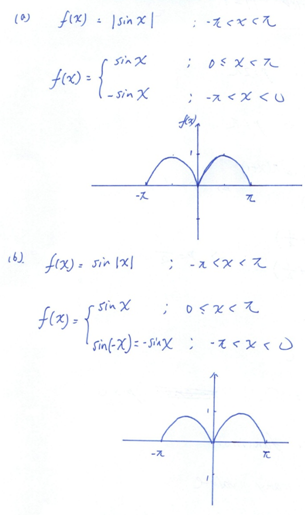 (a) f(x) = |sin x| ; -π < x < π
f(x) = { sin x ; 0 ≤ x < π
-sin x ; -π < x < 0
f(x)
1
-π π
(b) f(x) = sin |x| ; -π < x < π
f(x) = { sin x ; 0 ≤ x < π
sin(-x) = -sin x ; -π < x < 0
1
-π π
1